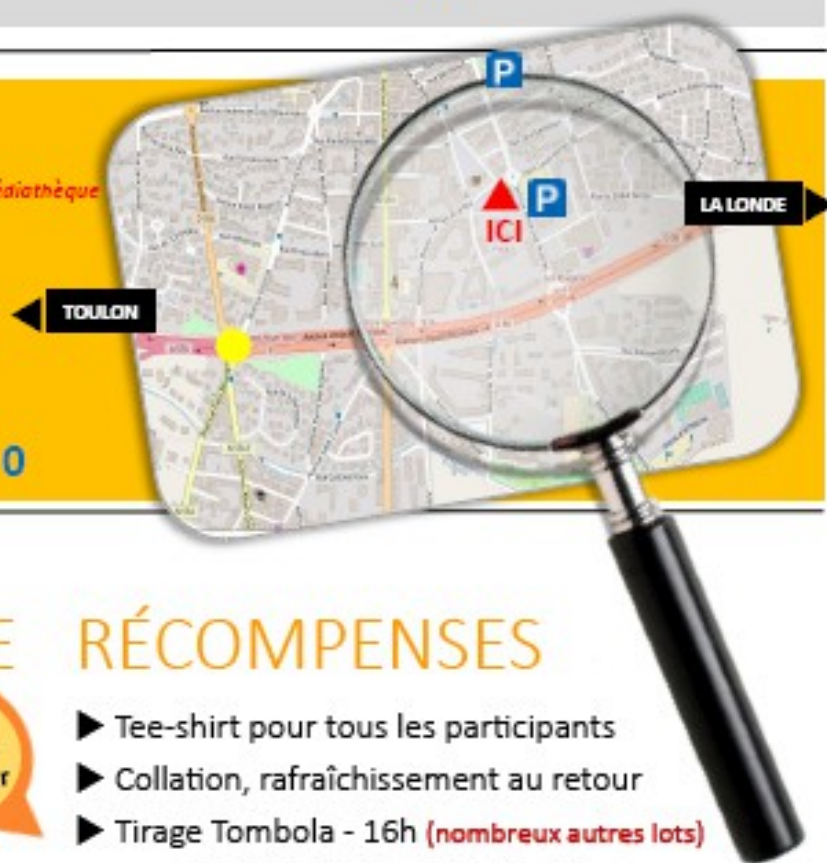 P
édiathèque
P
LA LONDE
ICI
TOULON
0
E RÉCOMPENSES
Tee-shirt pour tous les participants
r
Collation, rafraîchissement au retour
Tirage Tombola - 16h (nombreux autres lots)